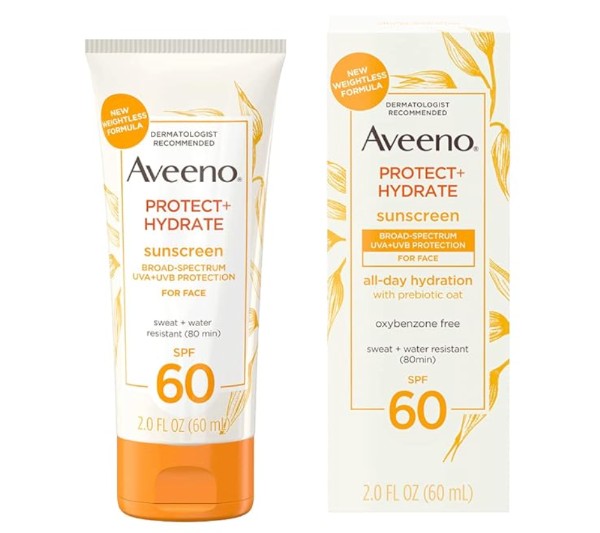 NEW
WEIGHTLESS
FORMULA
DERMATOLOGIST
RECOMMENDED
Aveeno®
PROTECT+
HYDRATE
sunscreen
BROAD-SPECTRUM
UVA+UVB PROTECTION
FOR FACE
sweat + water
resistant (80 min)
SPF
60
2.0 FL OZ (60 mL)
NEW
WEIGHTLESS
FORMULA
DERMATOLOGIST
RECOMMENDED
Aveeno®
PROTECT+
HYDRATE
sunscreen
BROAD-SPECTRUM
UVA+UVB PROTECTION
FOR FACE
all-day hydration
with prebiotic oat
oxybenzone free
sweat + water resistant
(80min)
SPF
60
2.0 FL OZ (60 mL)